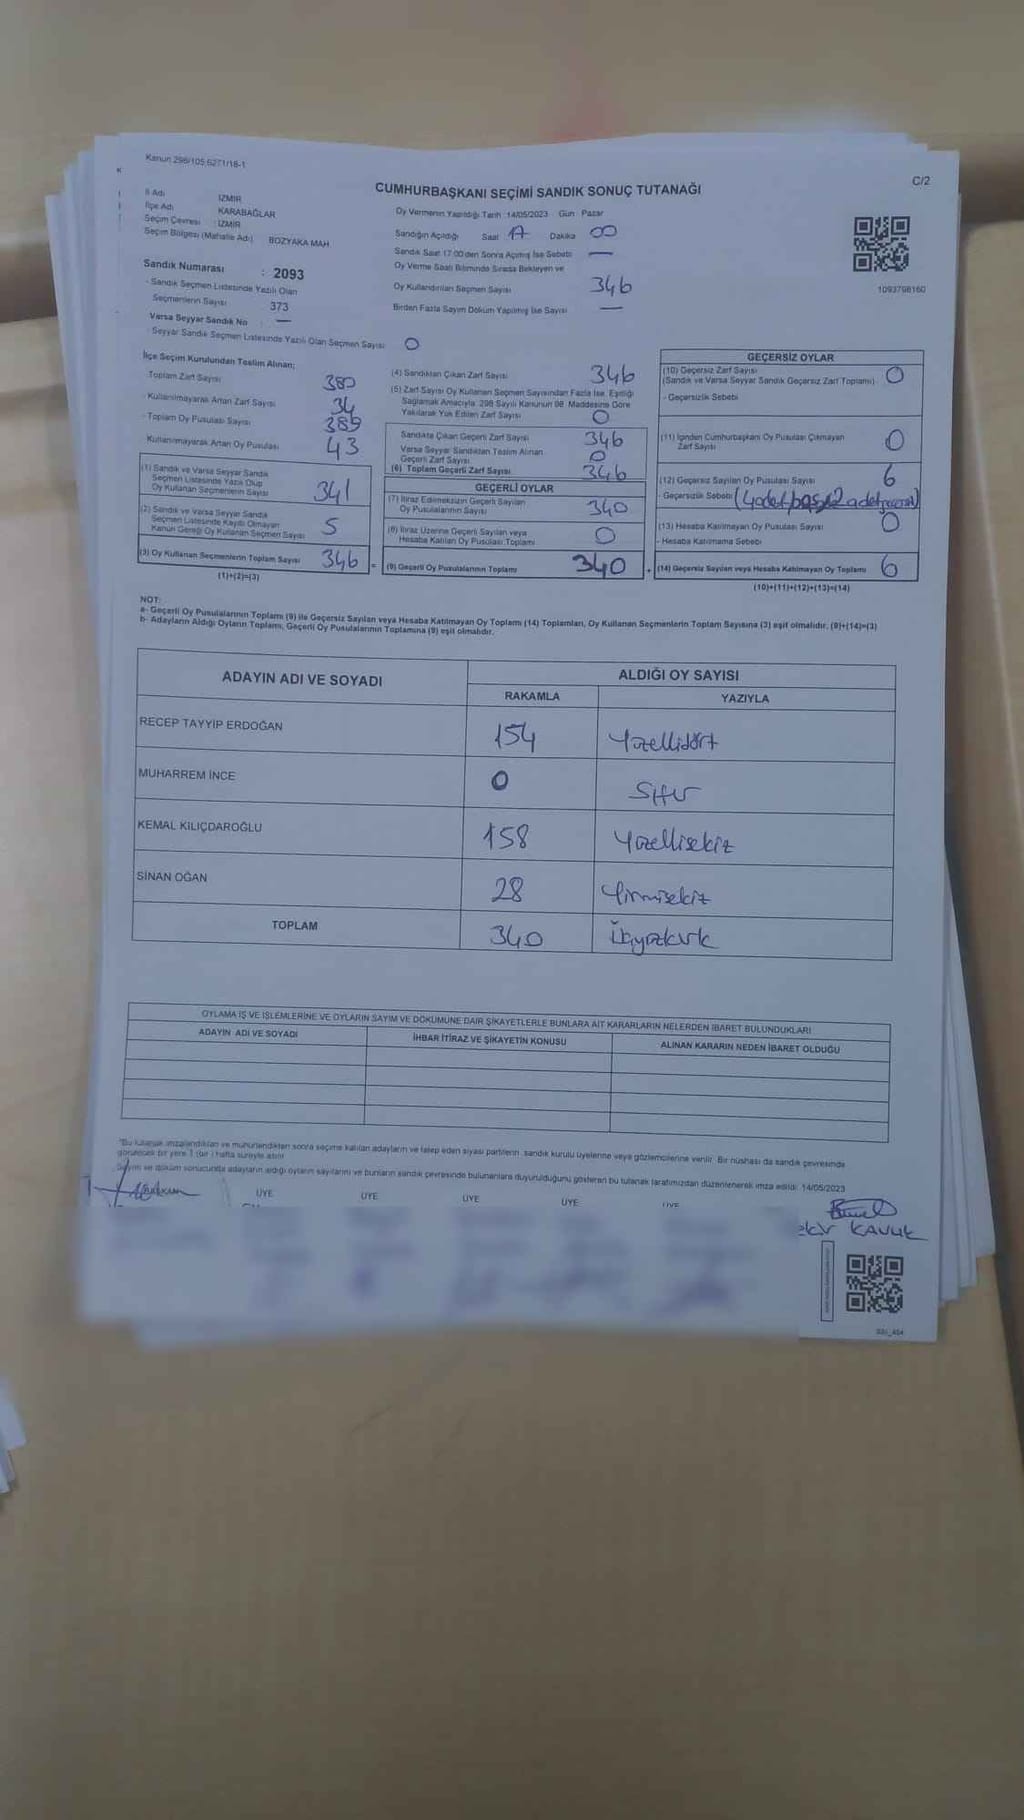 Kanun 298/105,6271/18-1
C/2
CUMHURBAŞKANI SEÇİMİ SANDIK SONUÇ TUTANAĞI
İl Adı İZMİR
İlçe Adı KARABAĞLAR
Seçim Çevresi : İZMİR
Seçim Bölgesi (Mahalle Adı) BOZYAKA MAH
Sandık Numarası : 2093
- Sandık Seçmen Listesinde Yazılı Olan
Seçmenlerin Sayısı 373
Varsa Seyyar Sandık No —
- Seyyar Sandık Seçmen Listesinde Yazılı Olan Seçmen Sayısı 0
Oy Vermenin Yapıldığı Tarih :14/05/2023 Gün Pazar
Sandığın Açıldığı Saat 17 Dakika 00
Sandık Saat 17:00'den Sonra Açılmış İse Sebebi —
Oy Verme Saati Bitiminde Sırada Bekleyen ve
Oy Kullandırılan Seçmen Sayısı 346
Birden Fazla Sayım Döküm Yapılmış İse Sayısı —
1093798160
İlçe Seçim Kurulundan Teslim Alınan;
Toplam Zarf Sayısı 380
- Kullanılmayarak Artan Zarf Sayısı 34
- Toplam Oy Pusulası Sayısı 389
Kullanılmayarak Artan Oy Pusulası 43
(1) Sandık ve Varsa Seyyar Sandık
Seçmen Listesinde Yazılı Olup
Oy Kullanan Seçmenlerin Sayısı 341
(2) Sandık ve Varsa Seyyar Sandık
Seçmen Listesinde Kayıtlı Olmayan
Kanun Gereği Oy Kullanan Seçmen Sayısı 5
(3) Oy Kullanan Seçmenlerin Toplam Sayısı 346 =
(1)+(2)=(3)
(4) Sandıktan Çıkan Zarf Sayısı 346
(5) Zarf Sayısı Oy Kullanan Seçmen Sayısından Fazla İse, Eşitliği
Sağlamak Amacıyla 298 Sayılı Kanunun 98. Maddesine Göre
Yakılarak Yok Edilen Zarf Sayısı 0
Sandıkta Çıkan Geçerli Zarf Sayısı 346
Varsa Seyyar Sandıktan Teslim Alınan
Geçerli Zarf Sayısı 0
(6) Toplam Geçerli Zarf Sayısı 346
GEÇERLİ OYLAR
(7) İtiraz Edilmeksizin Geçerli Sayılan
Oy Pusulalarının Sayısı 340
(8) İtiraz Üzerine Geçerli Sayılan veya
Hesaba Katılan Oy Pusulası Toplamı 0
(9) Geçerli Oy Pusulalarının Toplamı 340 +
GEÇERSİZ OYLAR
(10) Geçersiz Zarf Sayısı
(Sandık ve Varsa Seyyar Sandık Geçersiz Zarf Toplamı) 0
- Geçersizlik Sebebi
(11) İçinden Cumhurbaşkanı Oy Pusulası Çıkmayan
Zarf Sayısı 0
(12) Geçersiz Sayılan Oy Pusulası Sayısı 6
- Geçersizlik Sebebi
(13) Hesaba Katılmayan Oy Pusulası Sayısı 0
- Hesaba Katılmama Sebebi
(14) Geçersiz Sayılan veya Hesaba Katılmayan Oy Toplamı 6
(10)+(11)+(12)+(13)=(14)
NOT:
a- Geçerli Oy Pusulalarının Toplamı (9) ile Geçersiz Sayılan veya Hesaba Katılmayan Oy Toplamı (14) Toplamları, Oy Kullanan Seçmenlerin Toplam Sayısına (3) eşit olmalıdır. (9)+(14)=(3)
b- Adayların Aldığı Oyların Toplamı, Geçerli Oy Pusulalarının Toplamına (9) eşit olmalıdır.
ADAYIN ADI VE SOYADI ALDIĞI OY SAYISI
RAKAMLA YAZIYLA
RECEP TAYYİP ERDOĞAN 154 Yüzellidört
MUHARREM İNCE 0 Sıfır
KEMAL KILIÇDAROĞLU 158 Yüzellisekiz
SİNAN OĞAN 28 Yirmisekiz
TOPLAM 340 Üçyüzkırk
OYLAMA İŞ VE İŞLEMLERİNE VE OYLARIN SAYIM VE DÖKÜMÜNE DAİR ŞİKAYETLERLE BUNLARA AİT KARARLARIN NELERDEN İBARET BULUNDUKLARI
ADAYIN ADI VE SOYADI İHBAR İTİRAZ VE ŞİKAYETİN KONUSU ALINAN KARARIN NEDEN İBARET OLDUĞU
*Bu tutanak imzalandıktan ve mühürlendikten sonra seçime katılan adayların ve talep eden siyasi partilerin sandık kurulu üyelerine veya gözlemcilerine verilir. Bir nüshası da sandık çevresinde
görülecek bir yere 1 (bir) hafta süreyle asılır.
Sayım ve döküm sonucunda adayların aldığı oyların sayılarını ve bunların sandık çevresinde bulunanlara duyurulduğunu gösteren bu tutanak tarafımızdan düzenlenerek imza edildi. 14/05/2023
ÜYE ÜYE ÜYE ÜYE ÜYE
KAVUK